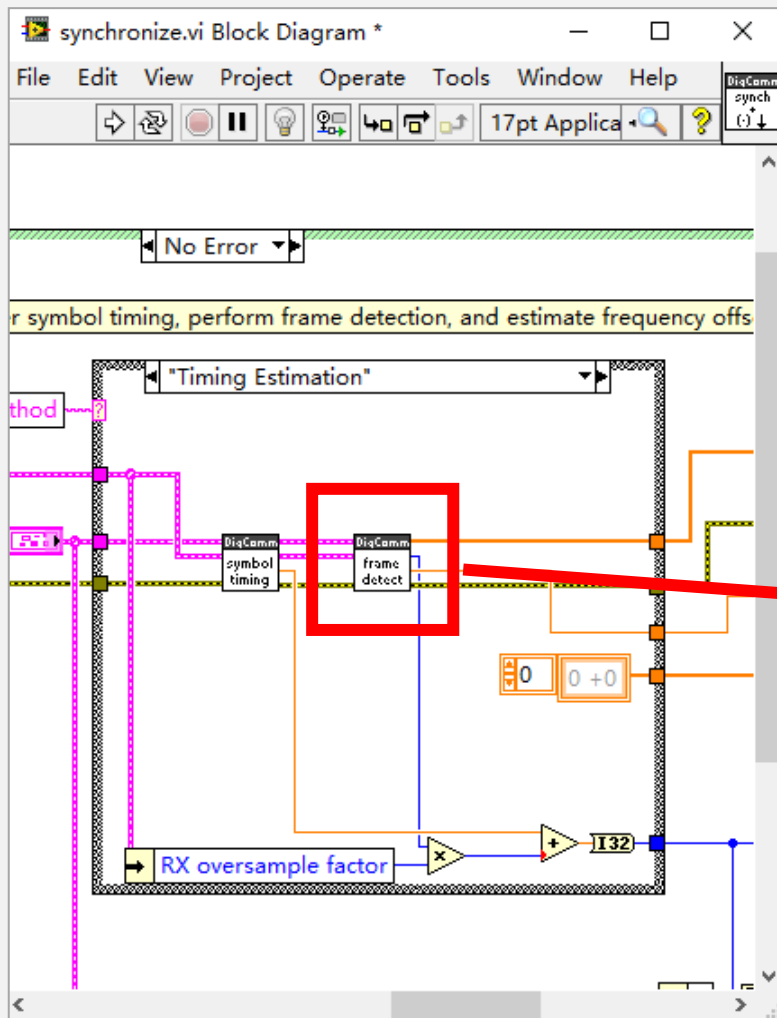 synchronize.vi Block Diagram *
File Edit View Project Operate Tools Window Help
DigComm
synch
17pt Applica
No Error
r symbol timing, perform frame detection, and estimate frequency offs
"Timing Estimation"
thod
?
DigComm
symbol
timing
DigComm
frame
detect
0
0 +0
RX oversample factor
x
+
I32